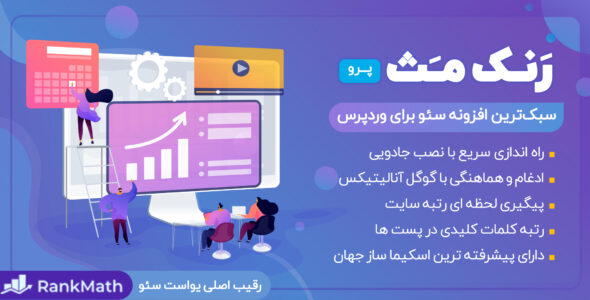 رَنک مَث
پرو
سبک‌ترین افزونه سئو برای وردپرس
راه اندازی سریع با نصب جادویی
ادغام و هماهنگی با گوگل آنالیتیکس
پیگیری لحظه ای رتبه سایت
رتبه کلمات کلیدی در پست ها
دارای پیشرفته ترین اسکیما ساز جهان
رقیب اصلی یواست سئو
RankMath